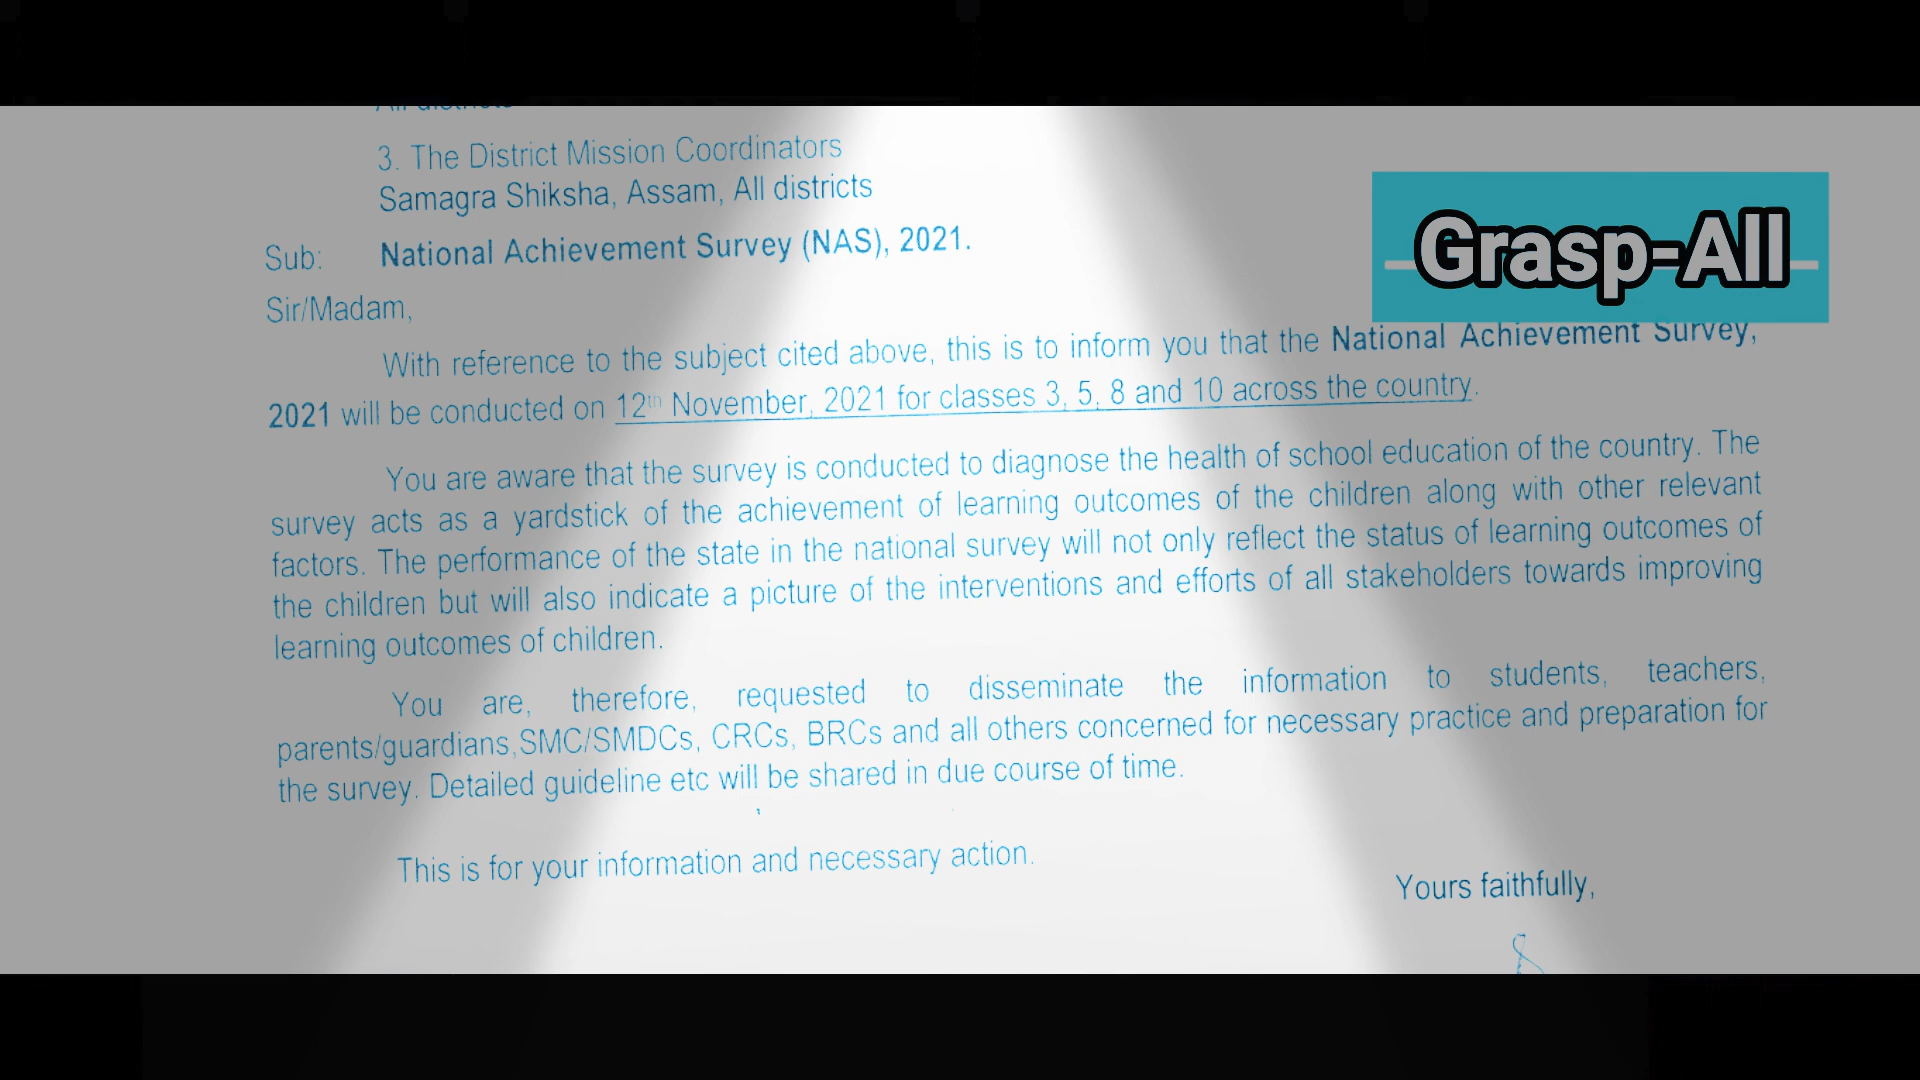 All districts
3. The District Mission Coordinators
Samagra Shiksha, Assam, All districts
Sub: National Achievement Survey (NAS), 2021.
Sir/Madam,
Grasp-All
With reference to the subject cited above, this is to inform you that the National Achievement Survey,
2021 will be conducted on 12th November, 2021 for classes 3, 5, 8 and 10 across the country.
You are aware that the survey is conducted to diagnose the health of school education of the country. The
survey acts as a yardstick of the achievement of learning outcomes of the children along with other relevant
factors. The performance of the state in the national survey will not only reflect the status of learning outcomes of
the children but will also indicate a picture of the interventions and efforts of all stakeholders towards improving
learning outcomes of children.
You are, therefore, requested to disseminate the information to students, teachers,
parents/guardians,SMC/SMDCs, CRCs, BRCs and all others concerned for necessary practice and preparation for
the survey. Detailed guideline etc will be shared in due course of time.
This is for your information and necessary action.
Yours faithfully,